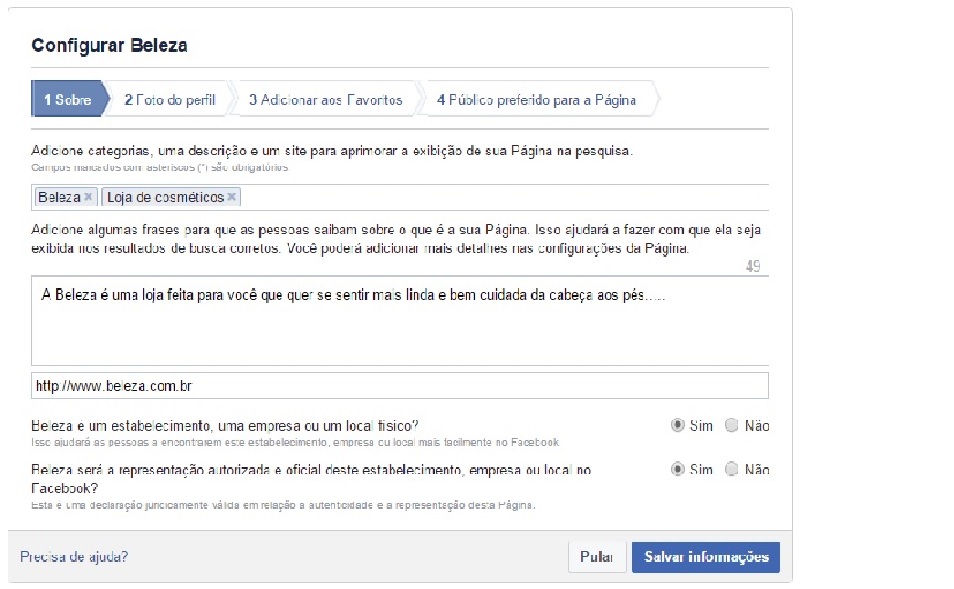 Configurar Beleza
1 Sobre 2 Foto do perfil 3 Adicionar aos Favoritos 4 Público preferido para a Página
Adicione categorias, uma descrição e um site para aprimorar a exibição de sua Página na pesquisa.
Campos marcados com asteriscos (*) são obrigatórios.
Beleza × Loja de cosméticos ×
Adicione algumas frases para que as pessoas saibam sobre o que é a sua Página. Isso ajudará a fazer com que ela seja
exibida nos resultados de busca corretos. Você poderá adicionar mais detalhes nas configurações da Página.
49
A Beleza é uma loja feita para você que quer se sentir mais linda e bem cuidada da cabeça aos pés.....
http://www.beleza.com.br
Beleza é um estabelecimento, uma empresa ou um local físico? Sim Não
Isso ajudará as pessoas a encontrarem este estabelecimento, empresa ou local mais facilmente no Facebook
Beleza será a representação autorizada e oficial deste estabelecimento, empresa ou local no Sim Não
Facebook?
Esta é uma declaração juridicamente válida em relação à autenticidade e à representação desta Página.
Precisa de ajuda? Pular Salvar informações